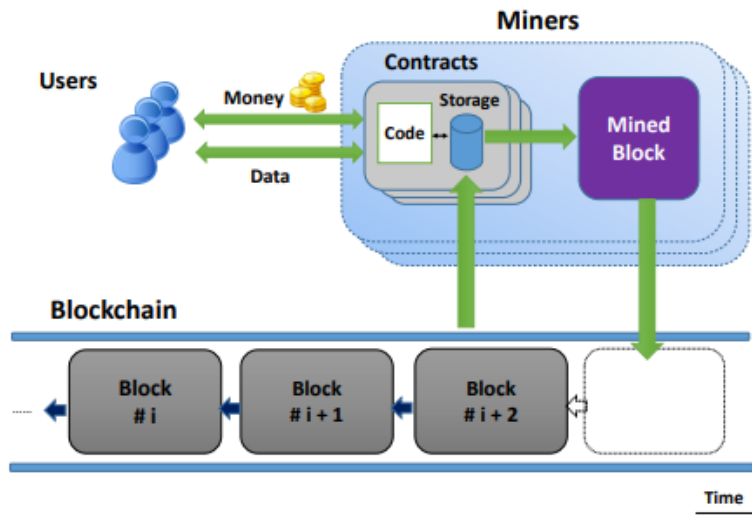 Miners
Contracts
Users
Money
Storage
Code
Mined
Block
Data
Blockchain
Block
# i
Block
# i + 1
Block
# i + 2
.....
Time